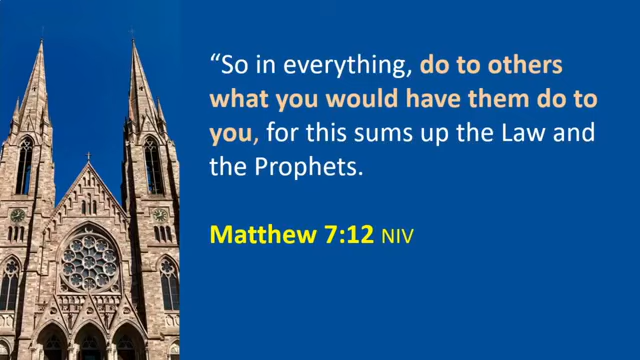 “So in everything, do to others
what you would have them do to
you, for this sums up the Law and
the Prophets.
Matthew 7:12 NIV